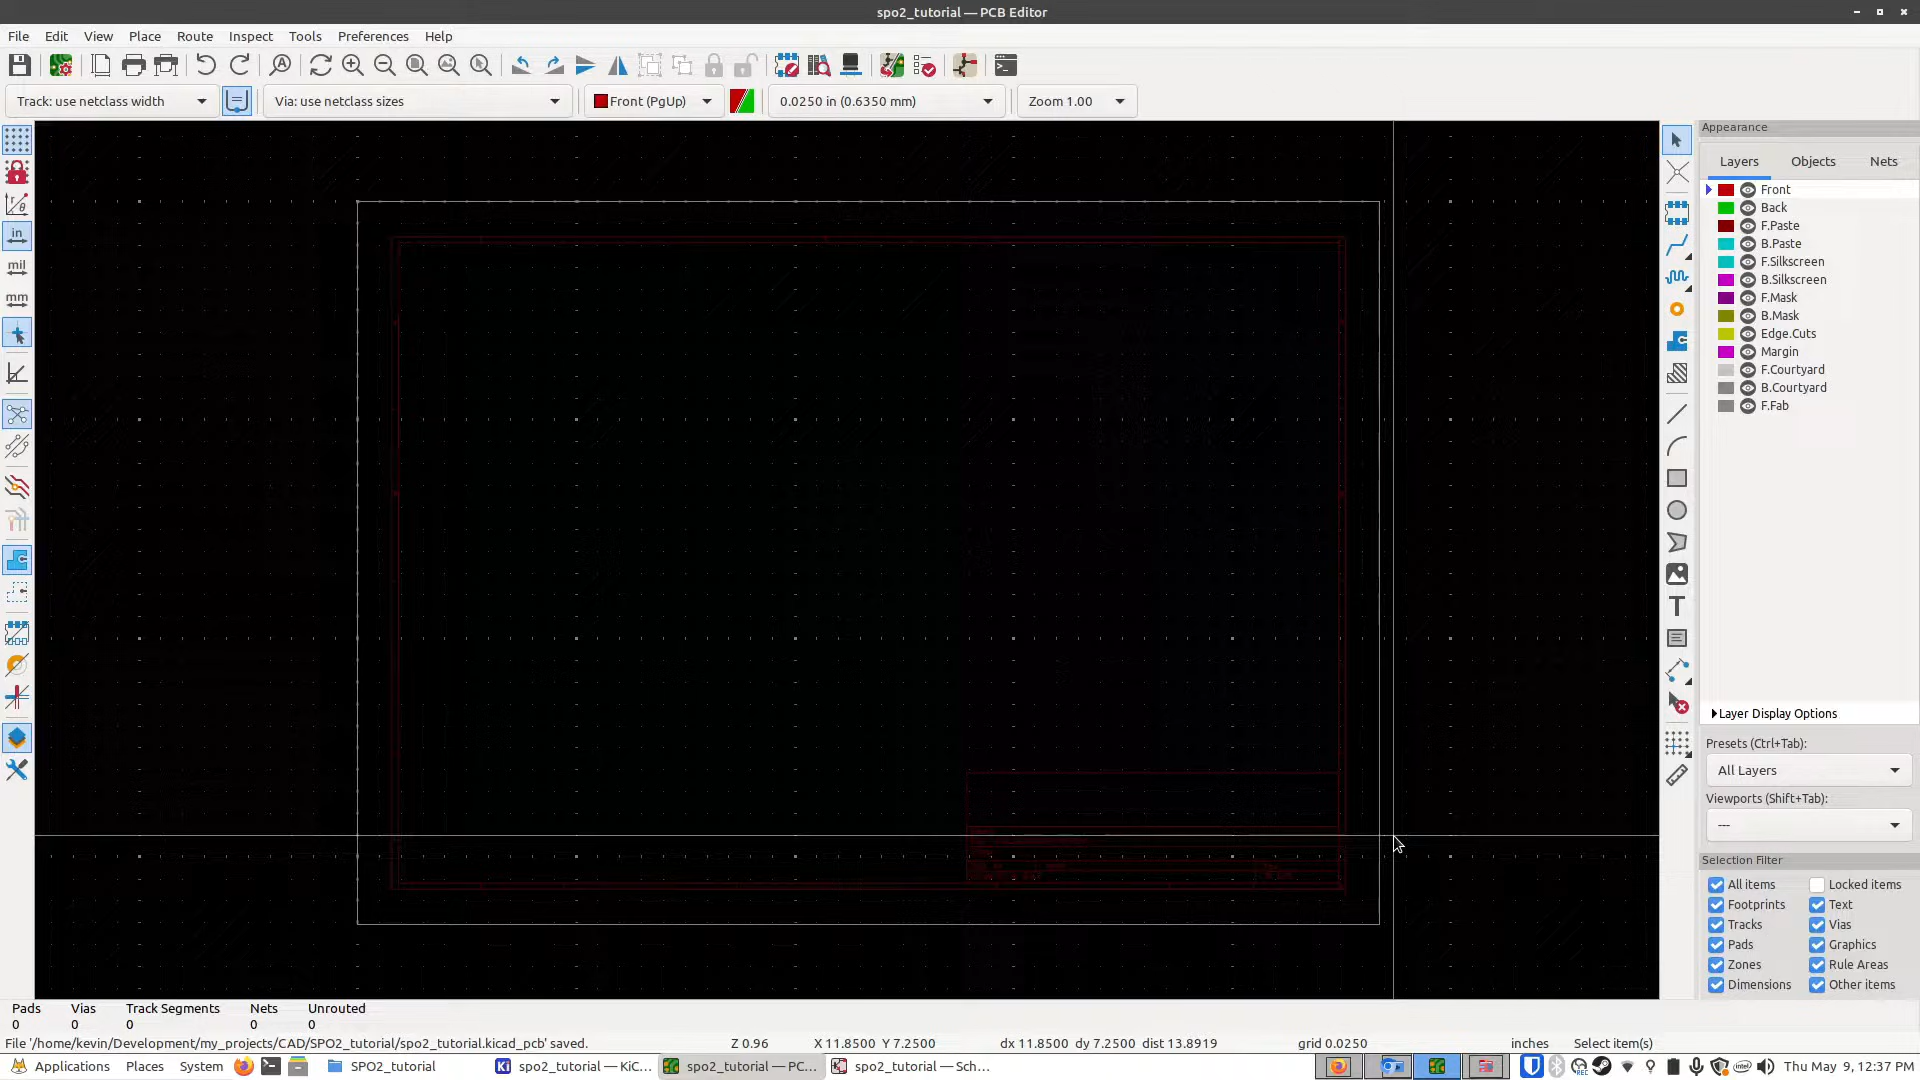 spo2_tutorial — PCB Editor
File Edit View Place Route Inspect Tools Preferences Help
Track: use netclass width Via: use netclass sizes Front (PgUp) 0.0250 in (0.6350 mm) Zoom 1.00
in
mil
mm
Appearance
Layers Objects Nets
Front
Back
F.Paste
B.Paste
F.Silkscreen
B.Silkscreen
F.Mask
B.Mask
Edge.Cuts
Margin
F.Courtyard
B.Courtyard
F.Fab
Layer Display Options
Presets (Ctrl+Tab):
All Layers
Viewports (Shift+Tab):
---
Selection Filter
All items Locked items
Footprints Text
Tracks Vias
Pads Graphics
Zones Rule Areas
Dimensions Other items
Pads Vias Track Segments Nets Unrouted
0 0 0 0 0
File '/home/kevin/Development/my_projects/CAD/SPO2_tutorial/spo2_tutorial.kicad_pcb' saved. Z 0.96 X 11.8500 Y 7.2500 dx 11.8500 dy 7.2500 dist 13.8919 grid 0.0250 inches Select item(s)
Applications Places System SPO2_tutorial spo2_tutorial — KiC... spo2_tutorial — PC... spo2_tutorial — Sch... Thu May 9, 12:37 PM